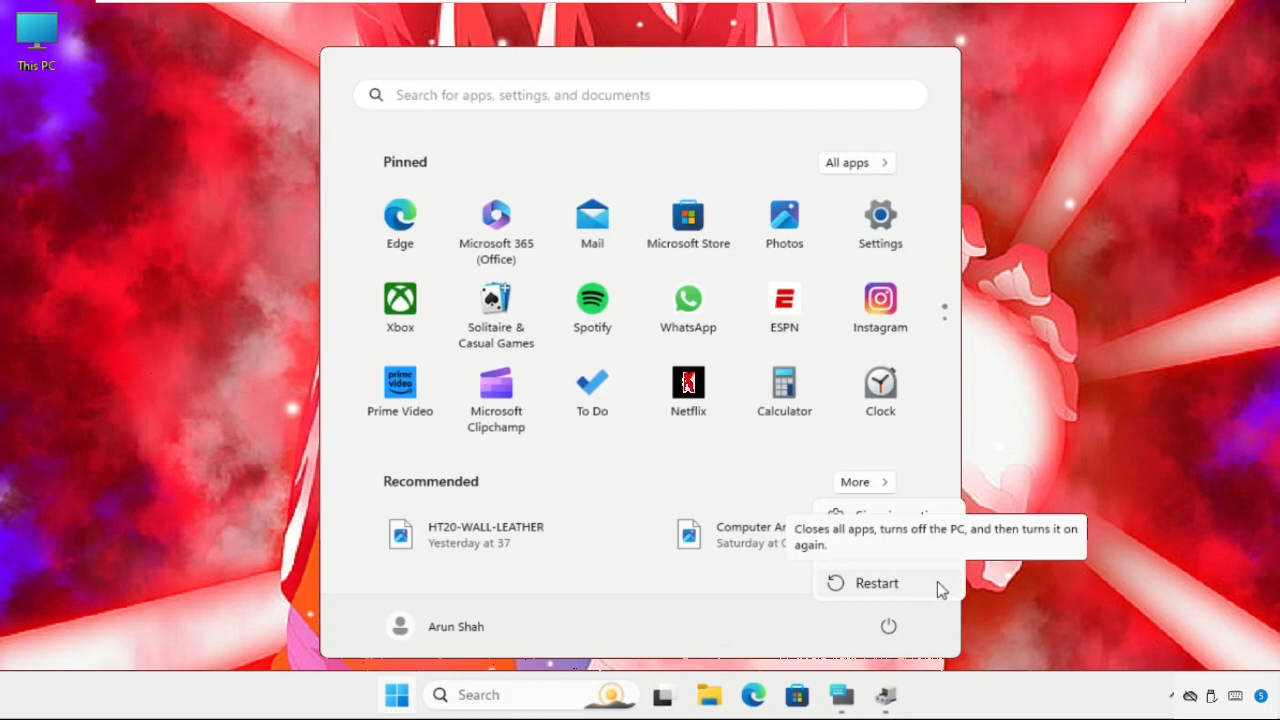 This PC
Search for apps, settings, and documents
Pinned
All apps
Edge
Microsoft 365
(Office)
Mail
Microsoft Store
Photos
Settings
Xbox
Solitaire &
Casual Games
Spotify
WhatsApp
ESPN
Instagram
prime
video
Prime Video
Microsoft
Clipchamp
To Do
Netflix
Calculator
Clock
Recommended
More
HT20-WALL-LEATHER
Yesterday at 37
Computer Ar
Saturday at
Closes all apps, turns off the PC, and then turns it on
again.
Restart
Arun Shah
Search
5